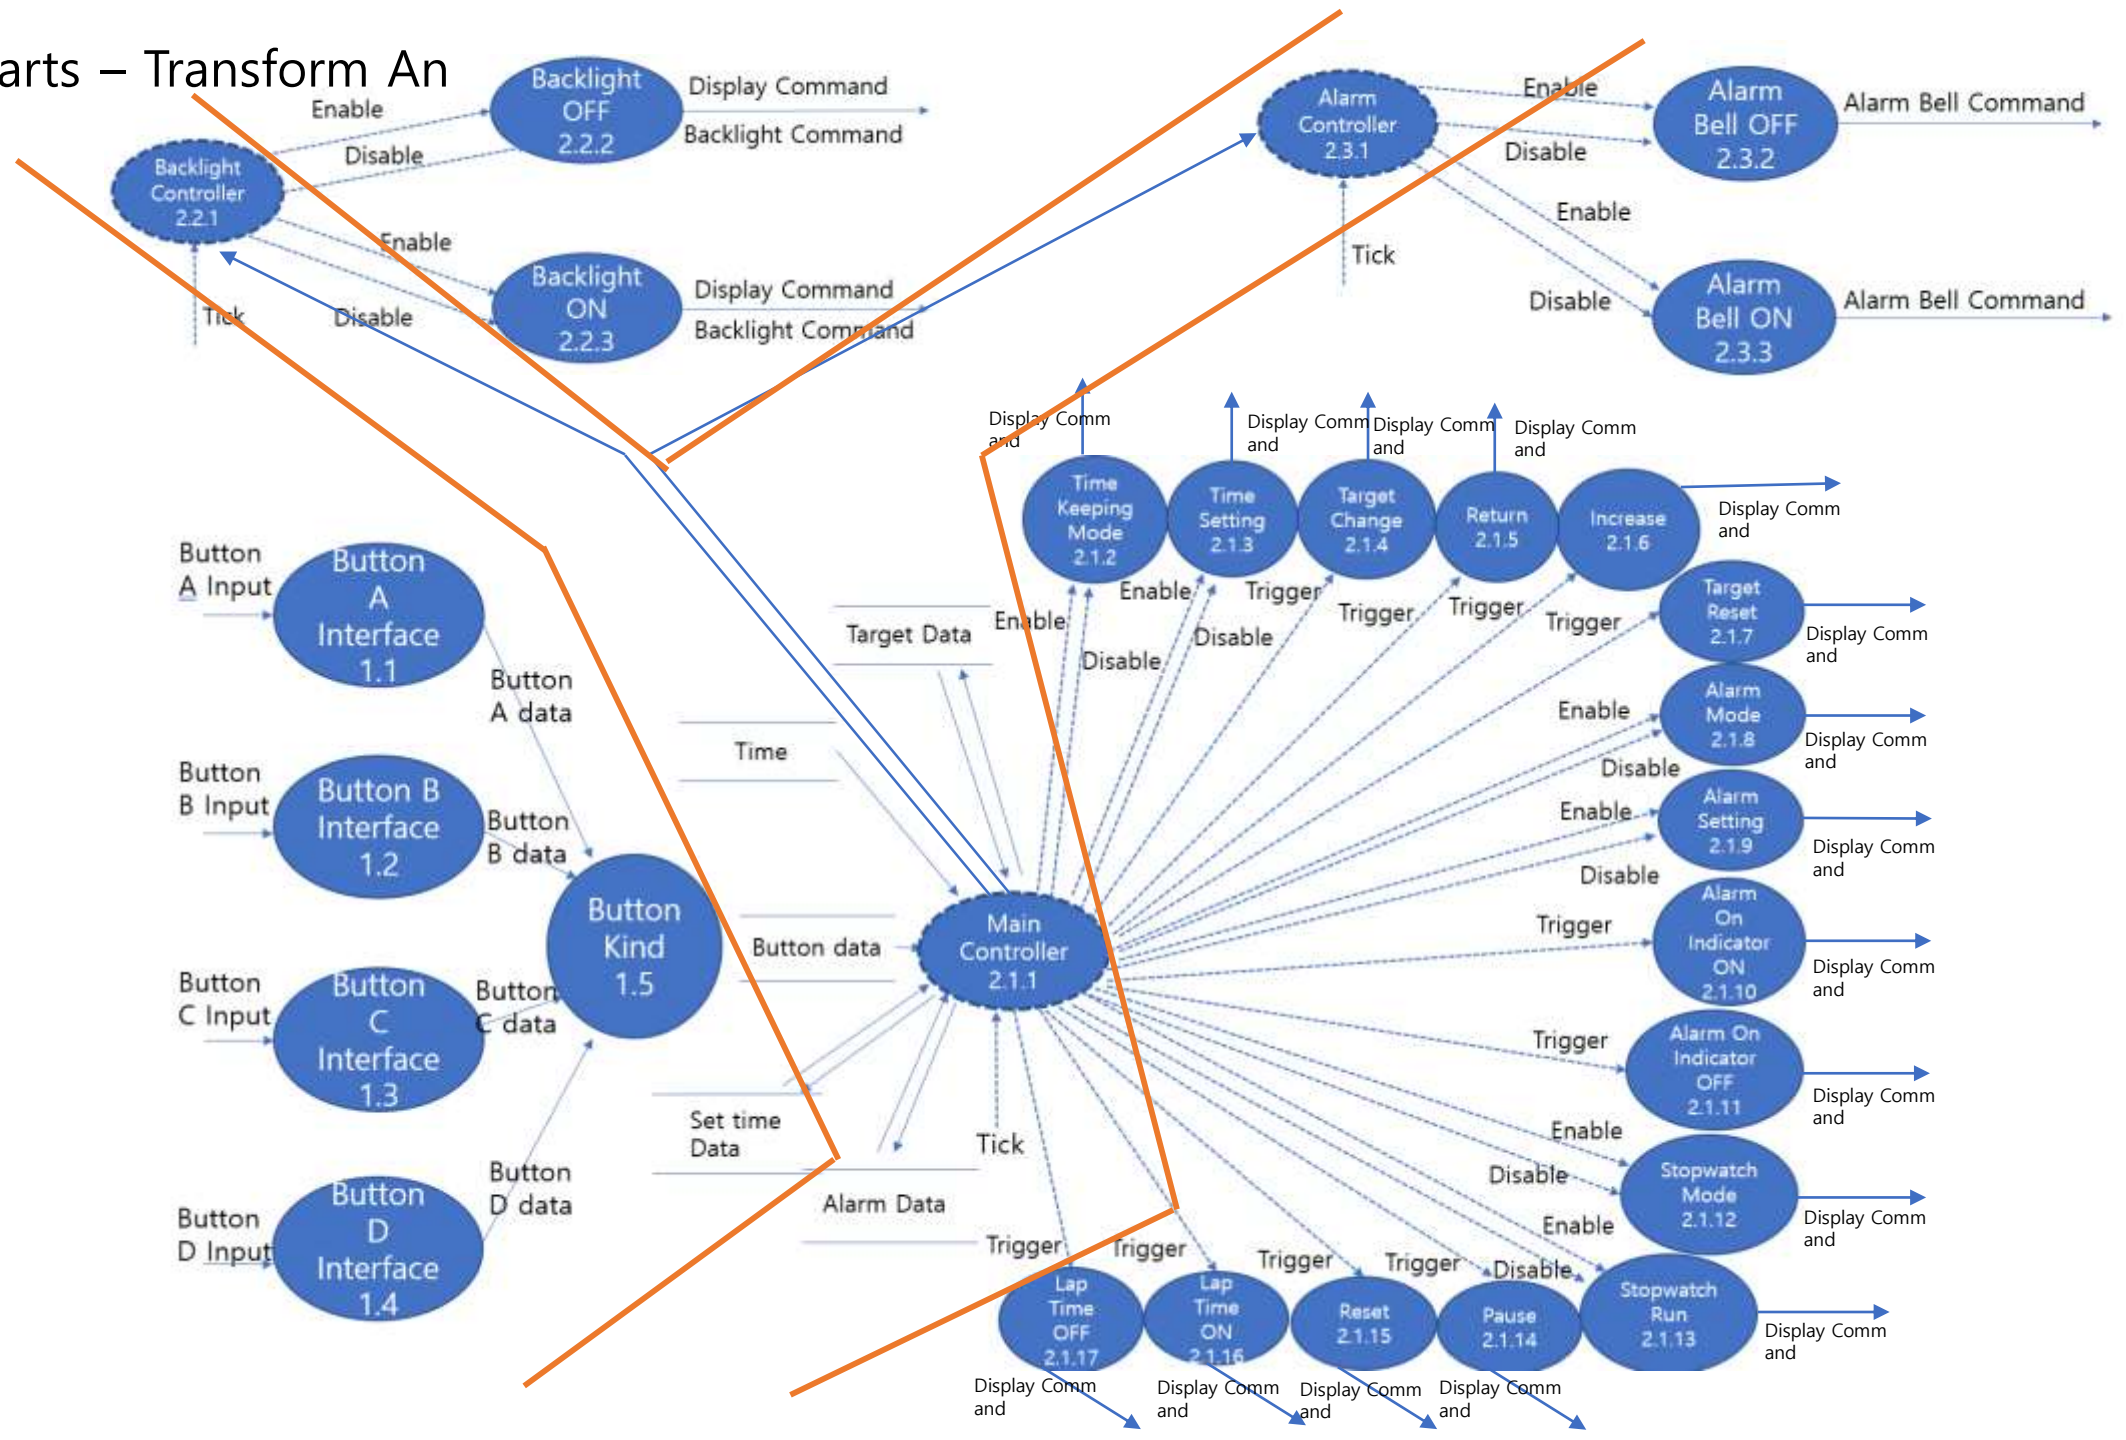 arts – Transform An
Enable
Disable
Backlight
OFF
2.2.2
Display Command
Backlight Command
Backlight
Controller
2.2.1
Enable
Disable
Tick
Backlight
ON
2.2.3
Display Command
Backlight Command
Alarm
Controller
2.3.1
Tick
Enable
Disable
Alarm
Bell OFF
2.3.2
Alarm Bell Command
Enable
Disable
Alarm
Bell ON
2.3.3
Alarm Bell Command
Button
A Input
Button
A
Interface
1.1
Button
A data
Button
B Input
Button B
Interface
1.2
Button
B data
Button
C Input
Button
C
Interface
1.3
Button
C data
Button
D Input
Button
D
Interface
1.4
Button
D data
Button
Kind
1.5
Target Data
Time
Button data
Set time
Data
Alarm Data
Tick
Main
Controller
2.1.1
Display Comm
and
Time
Keeping
Mode
2.1.2
Enable
Disable
Display Comm
and
Time
Setting
2.1.3
Enable
Disable
Display Comm
and
Target
Change
2.1.4
Trigger
Display Comm
and
Return
2.1.5
Trigger
Increase
2.1.6
Trigger
Display Comm
and
Target
Reset
2.1.7
Trigger
Display Comm
and
Alarm
Mode
2.1.8
Enable
Disable
Display Comm
and
Alarm
Setting
2.1.9
Enable
Disable
Display Comm
and
Alarm
On
Indicator
ON
2.1.10
Trigger
Display Comm
and
Alarm On
Indicator
OFF
2.1.11
Trigger
Display Comm
and
Stopwatch
Mode
2.1.12
Enable
Disable
Display Comm
and
Stopwatch
Run
2.1.13
Enable
Disable
Display Comm
and
Pause
2.1.14
Trigger
Display Comm
and
Reset
2.1.15
Trigger
Display Comm
and
Lap
Time
ON
2.1.16
Trigger
Display Comm
and
Lap
Time
OFF
2.1.17
Trigger
Display Comm
and